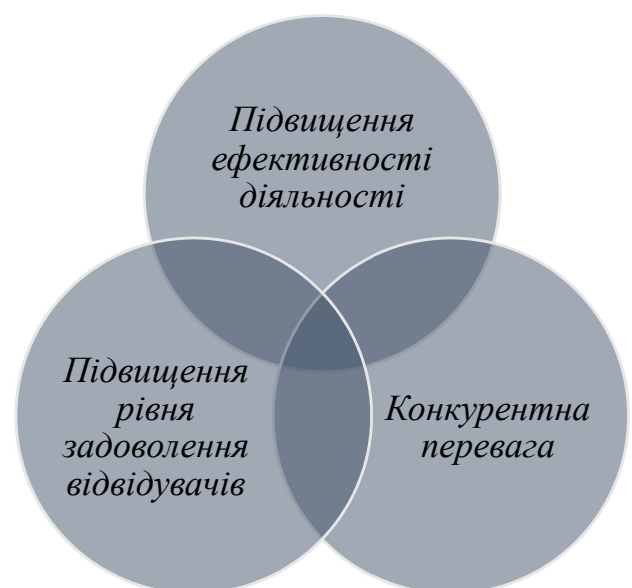 Підвищення
ефективності
діяльності
Підвищення
рівня
задоволення
відвідувачів
Конкурентна
перевага